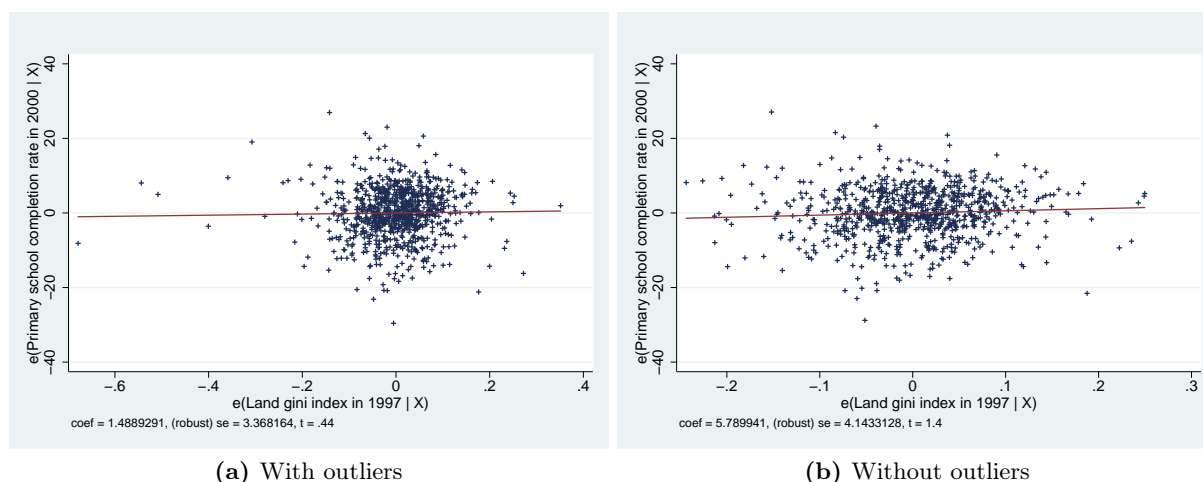 e(Primary school completion rate in 2000 | X)
40
20
0
−20
−40
−.6
−.4
−.2
0
.2
.4
e(Land gini index in 1997 | X)
coef = 1.4889291, (robust) se = 3.368164, t = .44
(a) With outliers
e(Primary school completion rate in 2000 | X)
40
20
0
−20
−40
−.2
−.1
0
.1
.2
.3
e(Land gini index in 1997 | X)
coef = 5.789941, (robust) se = 4.1433128, t = 1.4
(b) Without outliers